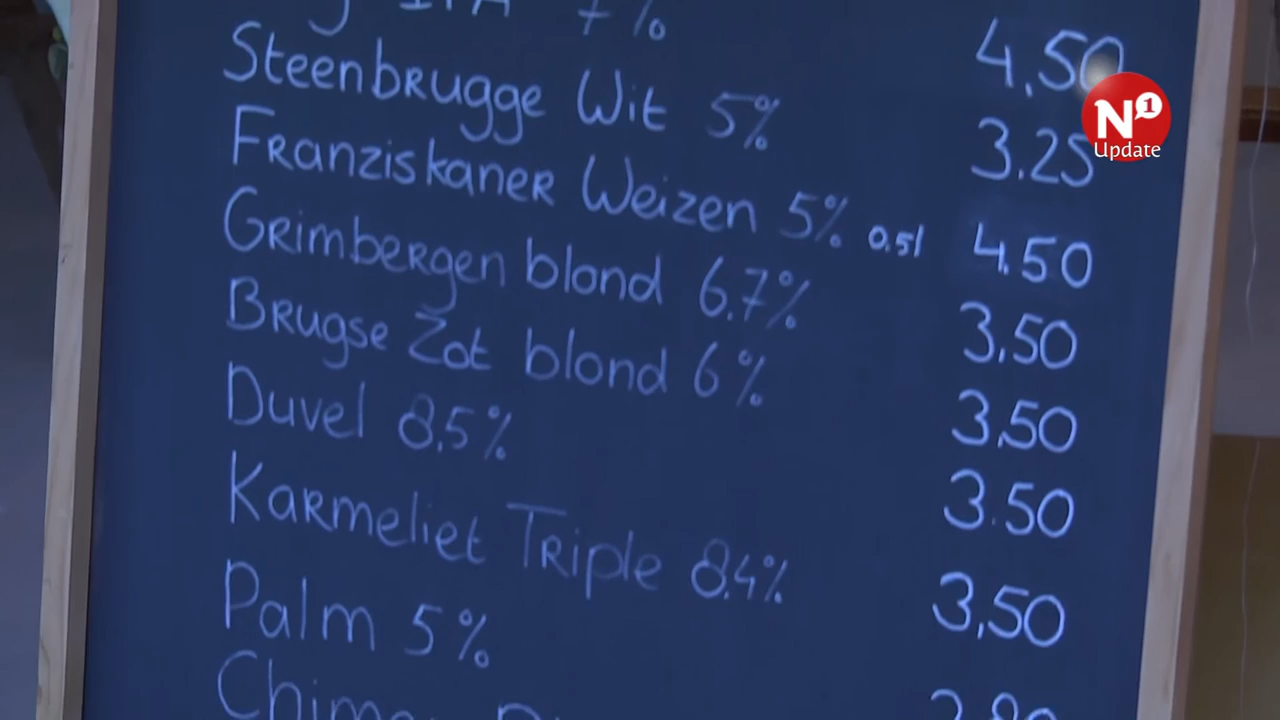 IPA 7% 4.50
Steenbrugge Wit 5% 3.25
Franziskaner Weizen 5% 0.5l 4.50
Grimbergen blond 6.7% 3.50
Brugse Zot blond 6% 3.50
Duvel 8,5% 3.50
Karmeliet Triple 8.4% 3,50
Palm 5%
N1
Update